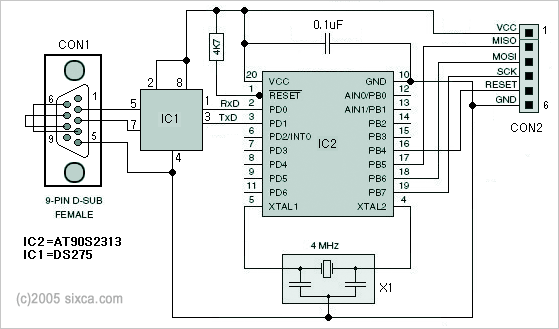 CON1
6
1
9
5
9-PIN D-SUB
FEMALE
IC2=AT90S2313
IC1=DS275
(c)2005 sixca.com
2
8
5
7
1
3
4
IC1
RxD
TxD
4K7
0.1uF
20
VCC
GND
10
1
RESET
AIN0/PB0
12
2
PD0
AIN1/PB1
13
3
PD1
PB2
14
6
PD2/INT0
PB3
15
7
PD3
IC2
PB4
16
8
PD4
PB5
17
9
PD5
PB6
18
11
PD6
PB7
19
5
XTAL1
XTAL2
4
4 MHz
X1
VCC
1
MISO
MOSI
SCK
RESET
GND
6
CON2